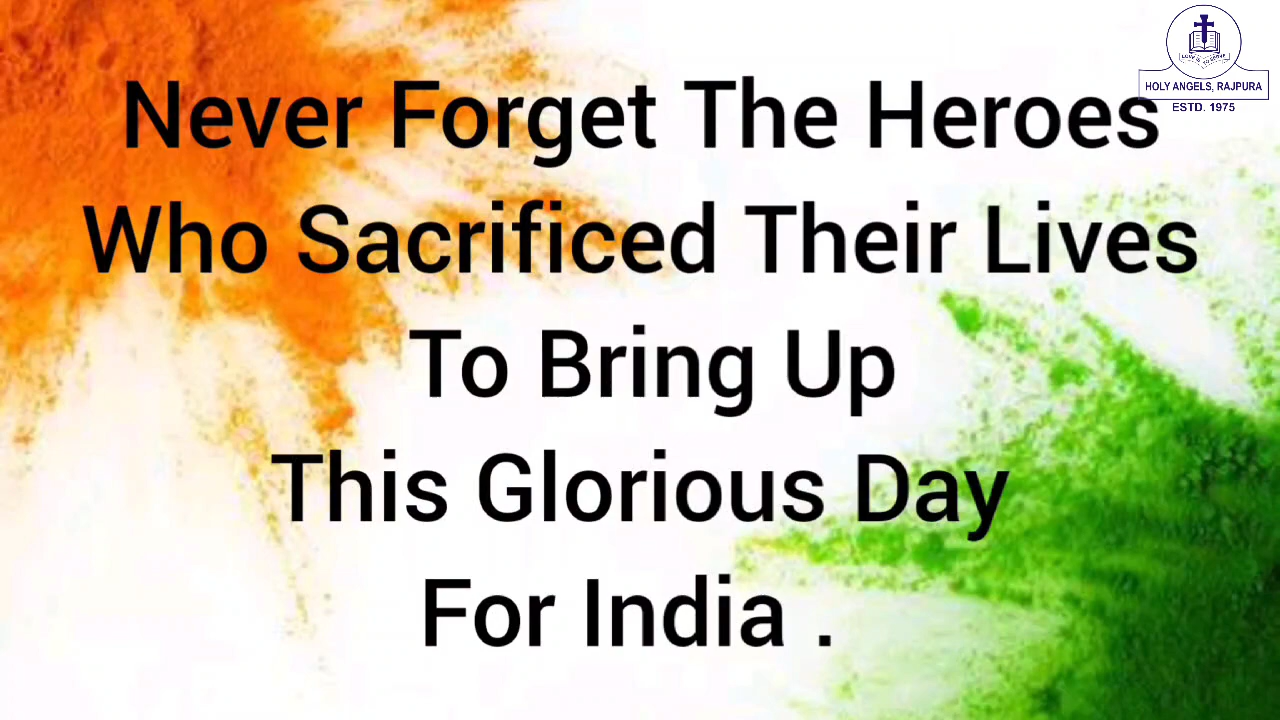 Never Forget The Heroes
Who Sacrificed Their Lives
To Bring Up
This Glorious Day
For India .
HOLY ANGELS, RAJPURA
ESTD. 1975